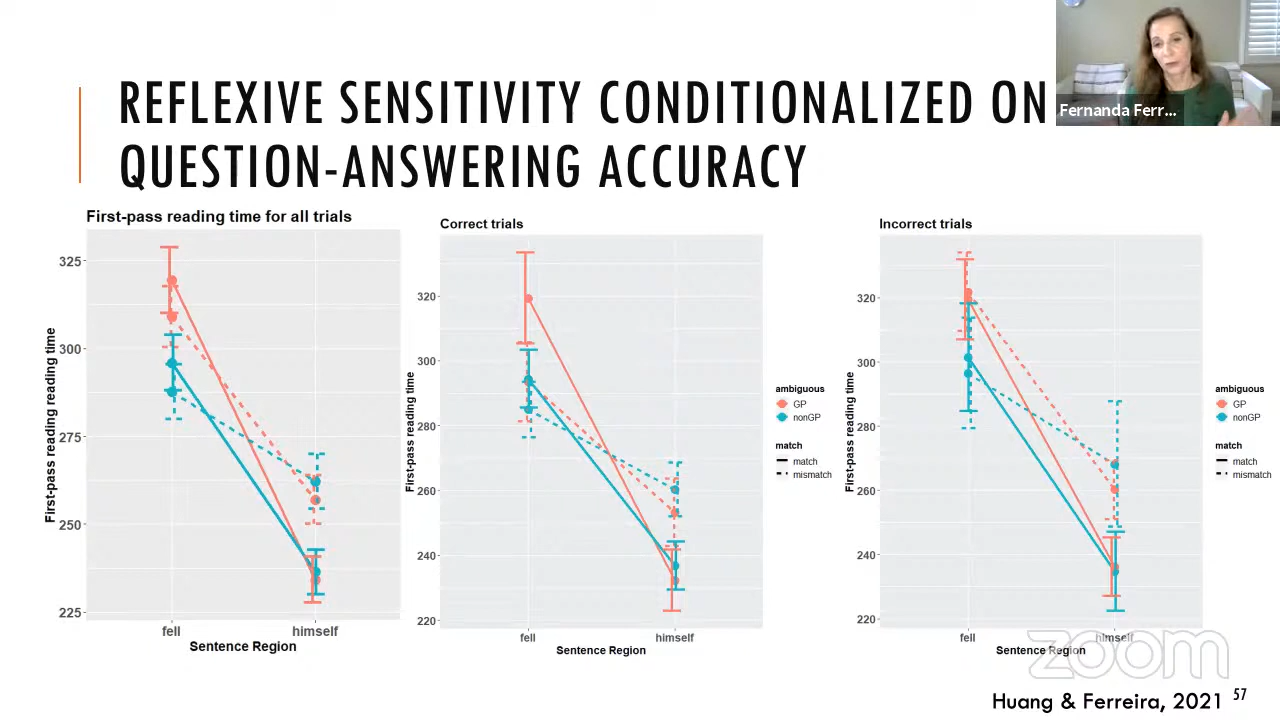 REFLEXIVE SENSITIVITY CONDITIONALIZED ON
QUESTION-ANSWERING ACCURACY
Fernanda Ferr...
First-pass reading time for all trials
First-pass reading reading time
325
300
275
250
225
fell
himself
Sentence Region
Correct trials
First-pass reading time
320
300
280
260
240
220
fell
himself
Sentence Region
ambiguous
GP
nonGP
match
match
mismatch
Incorrect trials
First-pass reading time
320
300
280
260
240
220
fell
himself
Sentence Region
ambiguous
GP
nonGP
match
match
mismatch
zoom
Huang & Ferreira, 2021
57